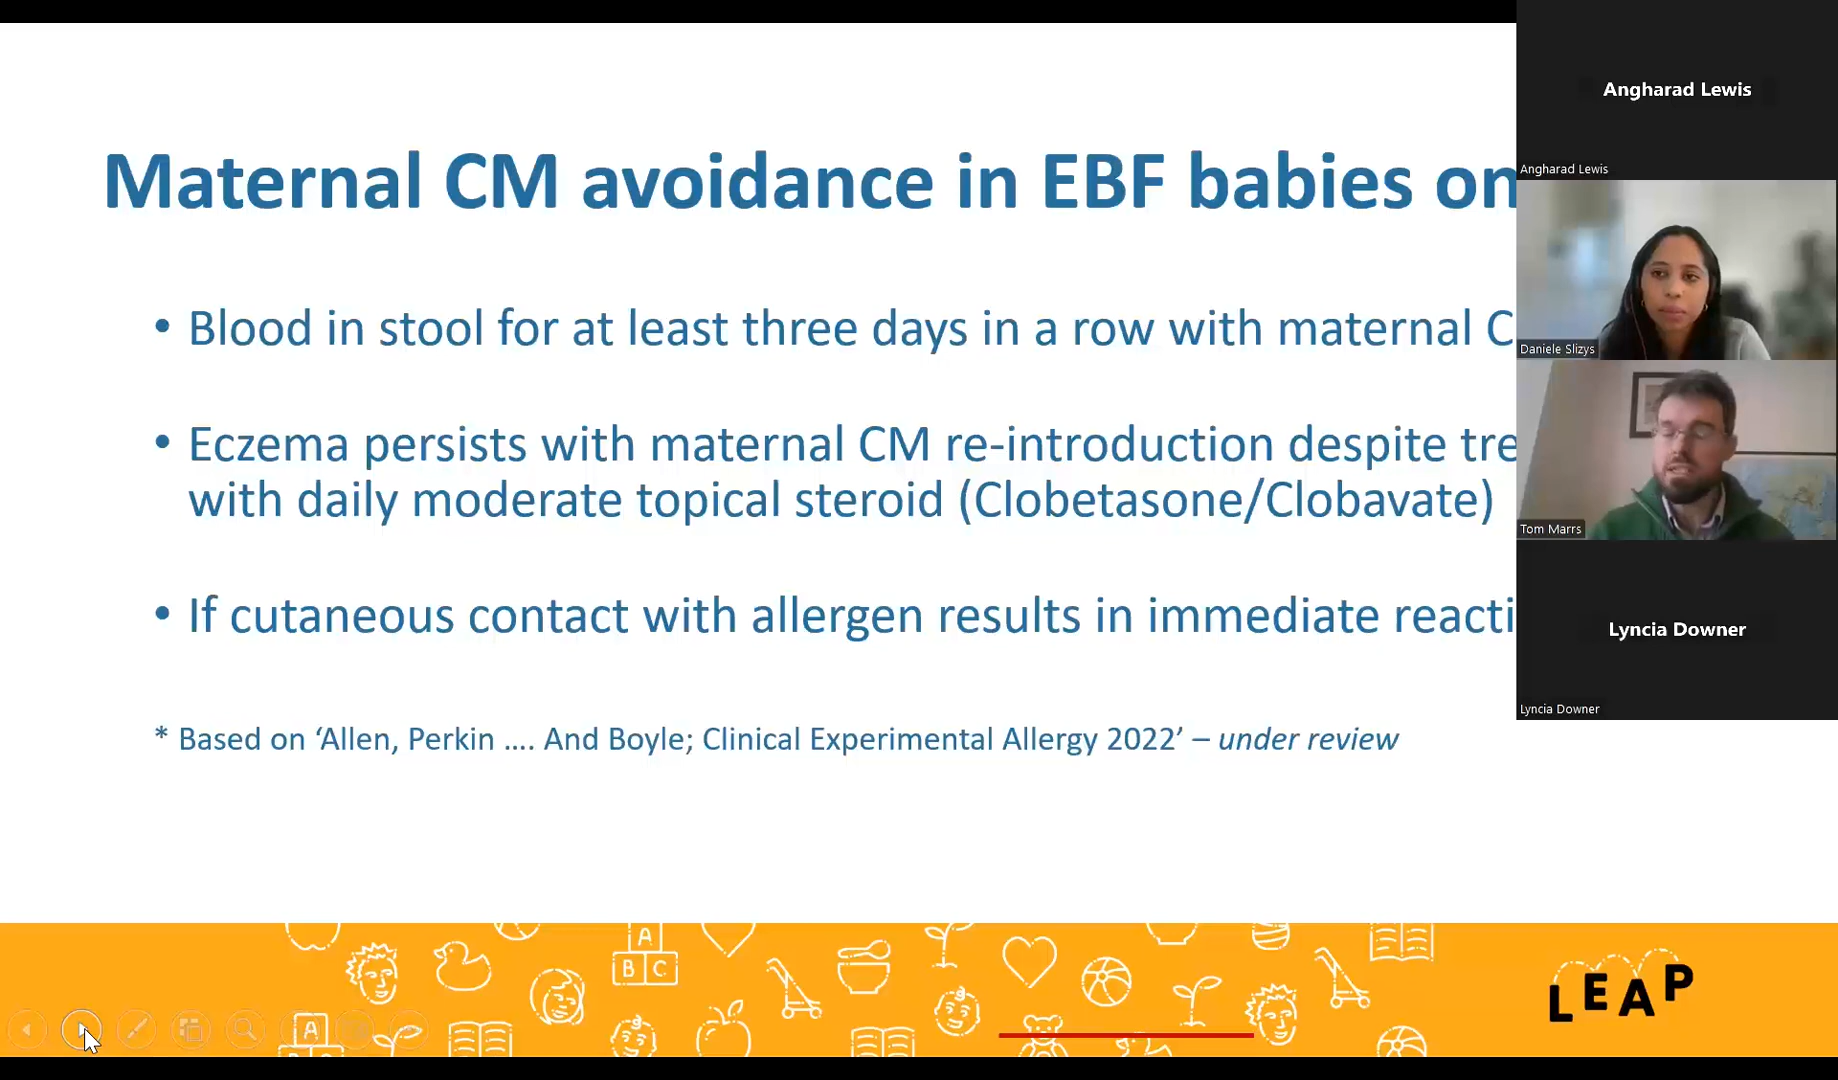 Maternal CM avoidance in EBF babies on
• Blood in stool for at least three days in a row with maternal C
• Eczema persists with maternal CM re-introduction despite tre
with daily moderate topical steroid (Clobetasone/Clobavate)
• If cutaneous contact with allergen results in immediate reacti
* Based on ‘Allen, Perkin .... And Boyle; Clinical Experimental Allergy 2022’ – under review
Angharad Lewis
Angharad Lewis
Daniele Slizys
Tom Marrs
Lyncia Downer
Lyncia Downer
A
B C
A
LEAP